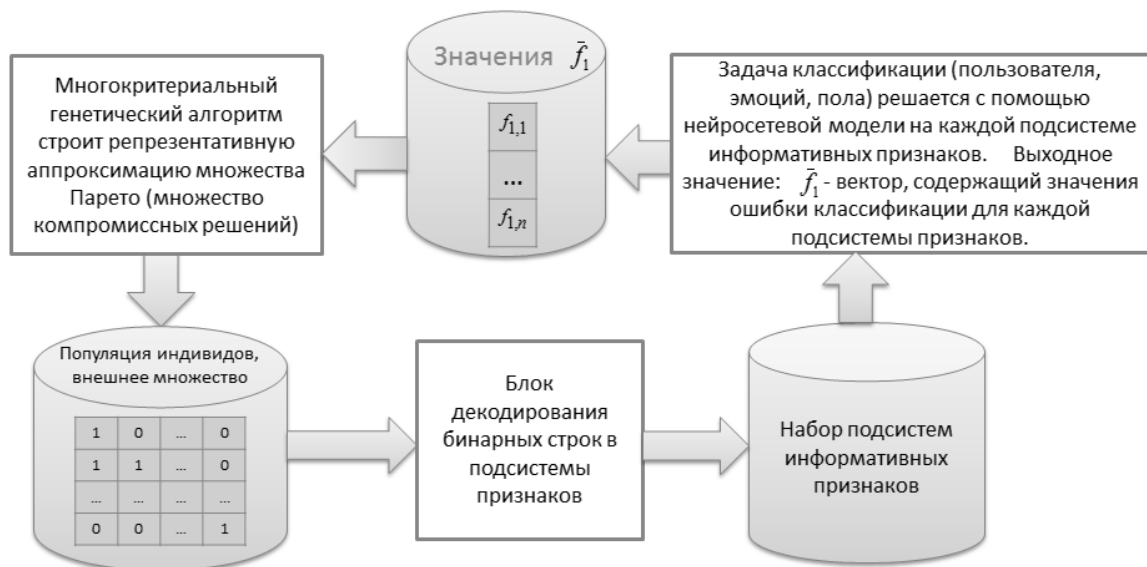 Многокритериальный
генетический алгоритм
строит репрезентативную
аппроксимацию множества
Парето (множество
компромиссных решений)
Значения f̄₁
f₁,₁
...
f₁,ₙ
Задача классификации (пользователя,
эмоций, пола) решается с помощью
нейросетевой модели на каждой подсистеме
информативных признаков. Выходное
значение: f̄₁ - вектор, содержащий значения
ошибки классификации для каждой
подсистемы признаков.
Популяция индивидов,
внешнее множество
1 0 ... 0
1 1 ... 0
... ... ... ...
0 0 ... 1
Блок
декодирования
бинарных строк в
подсистемы
признаков
Набор подсистем
информативных
признаков